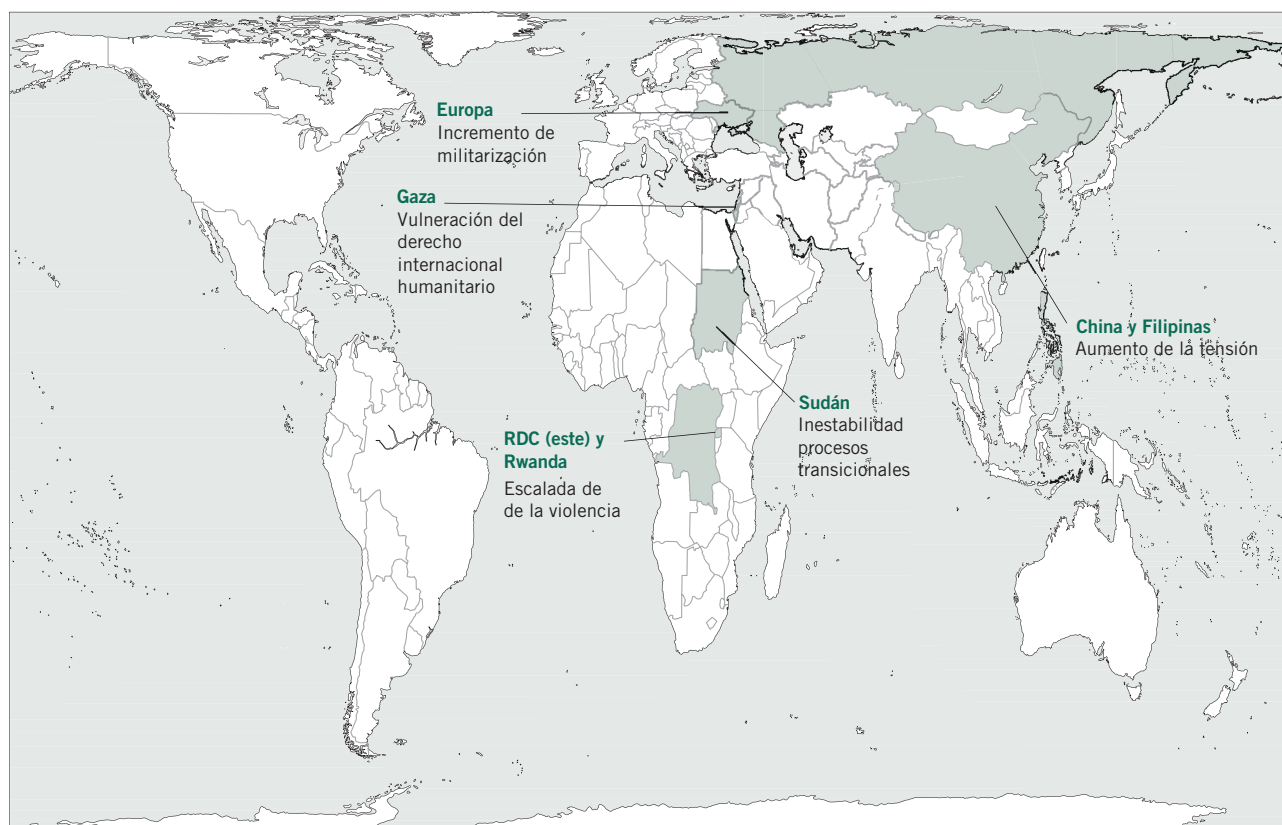 Europa
Incremento de
militarización
Gaza
Vulneración del
derecho
internacional
humanitario
China y Filipinas
Aumento de la tensión
Sudán
Inestabilidad
procesos
transicionales
RDC (este) y
Rwanda
Escalada de
de la violencia